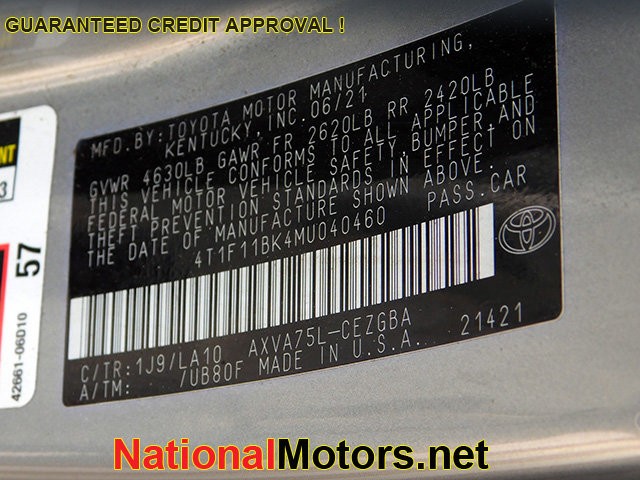 GUARANTEED CREDIT APPROVAL !
MFD.BY:TOYOTA MOTOR MANUFACTURING,
KENTUCKY, INC.06/21
GVWR 4630LB GAWR FR 2620LB RR 2420LB
THIS VEHICLE CONFORMS TO ALL APPLICABLE
FEDERAL MOTOR VEHICLE SAFETY, BUMPER, AND
THEFT PREVENTION STANDARDS IN EFFECT ON
THE DATE OF MANUFACTURE SHOWN ABOVE.
4T1F11BK4MU040460 PASS.CAR
C/TR:1J9/LA10 AXVA75L-CEZGBA
A/TM: /UB80F MADE IN U.S.A. 21421
57
42661-06D10
NationalMotors.net